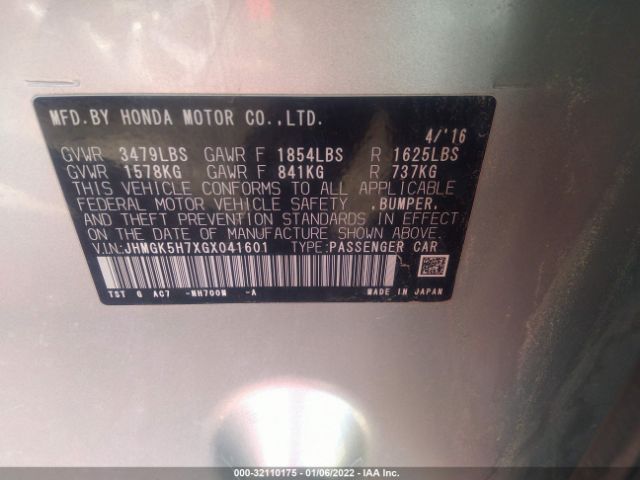 MFD.BY HONDA MOTOR CO.,LTD.
4/'16
GVWR 3479LBS GAWR F 1854LBS R 1625LBS
GVWR 1578KG GAWR F 841KG R 737KG
THIS VEHICLE CONFORMS TO ALL APPLICABLE
FEDERAL MOTOR VEHICLE SAFETY ,BUMPER,
AND THEFT PREVENTION STANDARDS IN EFFECT
ON THE DATE OF MANUFACTURE SHOWN ABOVE.
V.I.N:JHMGK5H7XGX041601 TYPE:PASSENGER CAR
TST G AC7 -NH700M -A MADE IN JAPAN
000-32110175 - 01/06/2022 - IAA Inc.